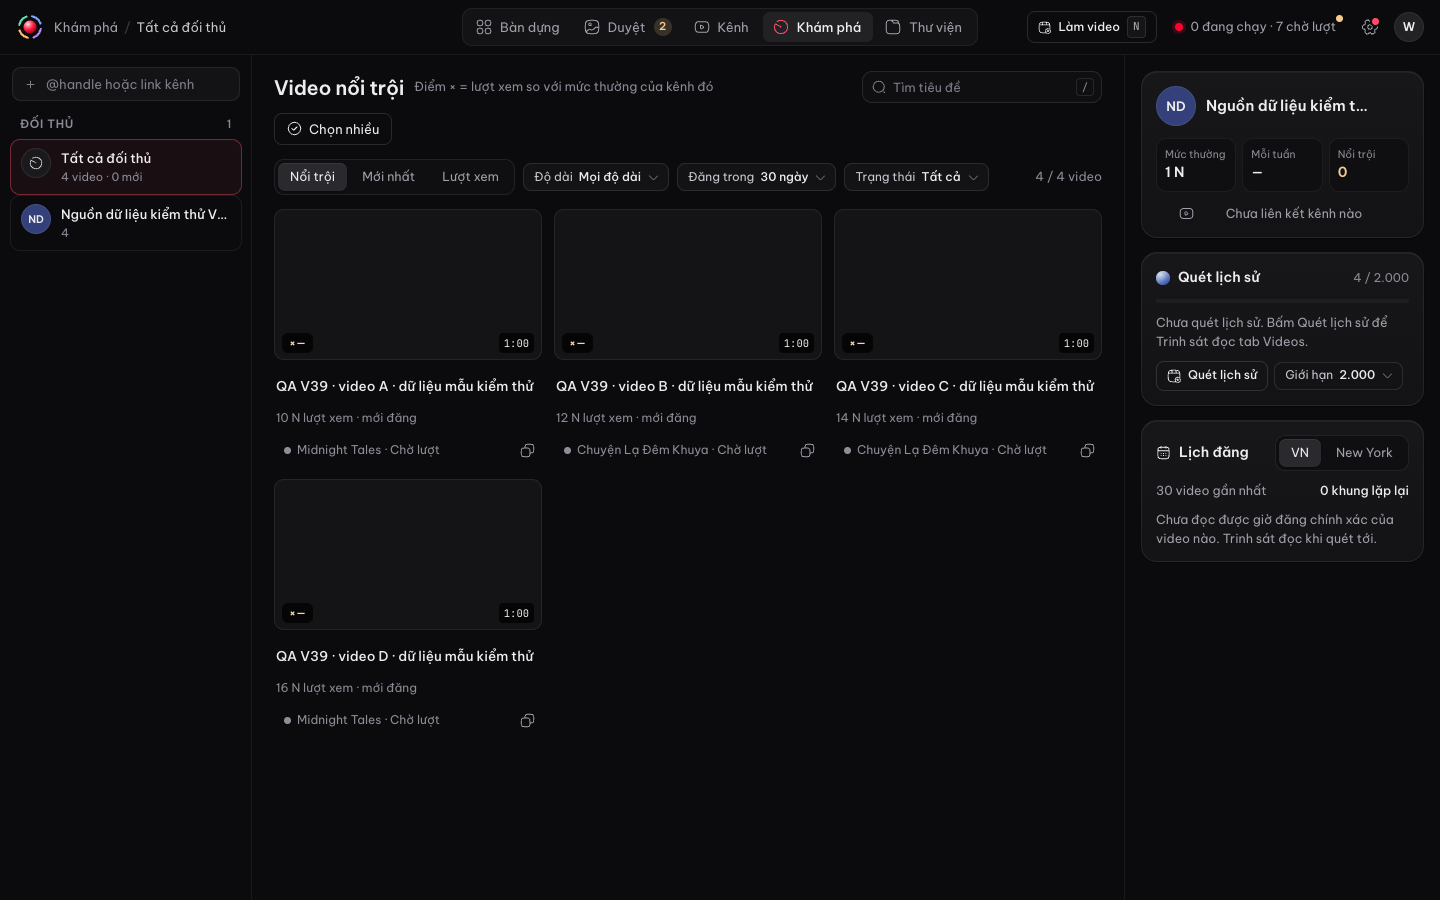 Khám phá / Tất cả đối thủ
Bàn dựng
Duyệt 2
Kênh
Khám phá
Thư viện
Làm video N
0 đang chạy · 7 chờ lượt
W
+ @handle hoặc link kênh
ĐỐI THỦ 1
Tất cả đối thủ
4 video · 0 mới
ND
Nguồn dữ liệu kiểm thử V...
4
Video nổi trội
Điểm × = lượt xem so với mức thường của kênh đó
Tìm tiêu đề /
Chọn nhiều
Nổi trội
Mới nhất
Lượt xem
Độ dài Mọi độ dài
Đăng trong 30 ngày
Trạng thái Tất cả
4 / 4 video
×— 1:00
QA V39 · video A · dữ liệu mẫu kiểm thử
10 N lượt xem · mới đăng
Midnight Tales · Chờ lượt
×— 1:00
QA V39 · video B · dữ liệu mẫu kiểm thử
12 N lượt xem · mới đăng
Chuyện Lạ Đêm Khuya · Chờ lượt
×— 1:00
QA V39 · video C · dữ liệu mẫu kiểm thử
14 N lượt xem · mới đăng
Chuyện Lạ Đêm Khuya · Chờ lượt
×— 1:00
QA V39 · video D · dữ liệu mẫu kiểm thử
16 N lượt xem · mới đăng
Midnight Tales · Chờ lượt
ND
Nguồn dữ liệu kiểm t...
Mức thường
1 N
Mỗi tuần
—
Nổi trội
0
Chưa liên kết kênh nào
Quét lịch sử
4 / 2.000
Chưa quét lịch sử. Bấm Quét lịch sử để
Trinh sát đọc tab Videos.
Quét lịch sử
Giới hạn 2.000
Lịch đăng
VN
New York
30 video gần nhất
0 khung lặp lại
Chưa đọc được giờ đăng chính xác của
video nào. Trinh sát đọc khi quét tới.